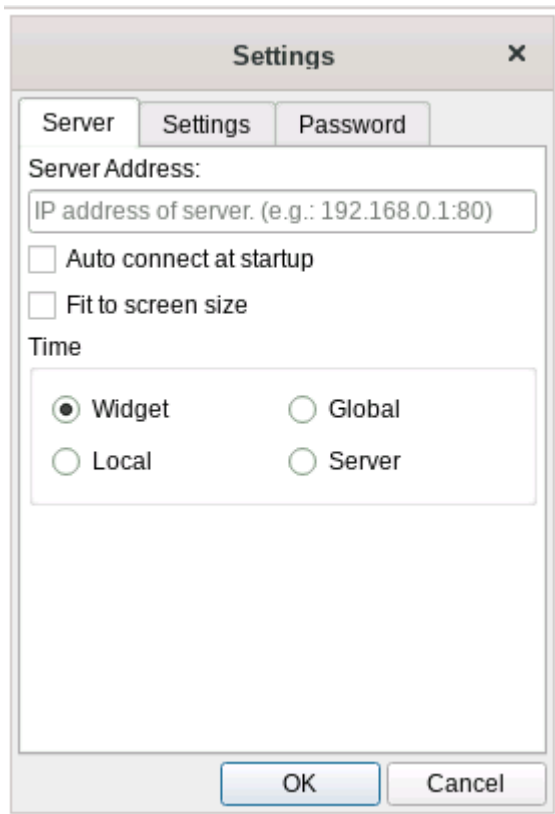 Settings ×
Server Settings Password
Server Address:
IP address of server. (e.g.: 192.168.0.1:80)
Auto connect at startup
Fit to screen size
Time
Widget Global
Local Server
OK Cancel